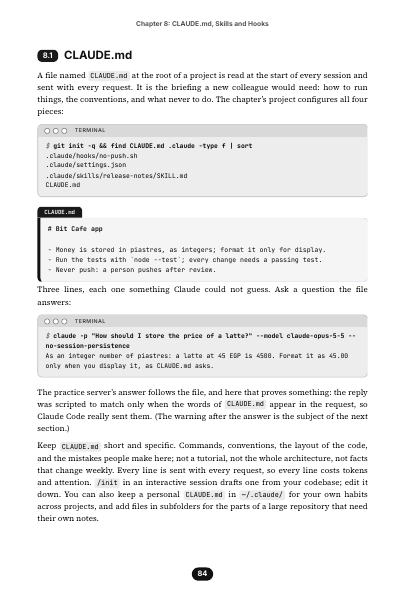 Chapter 8: CLAUDE.md, Skills and Hooks
8.1 CLAUDE.md
A file named CLAUDE.md at the root of a project is read at the start of every session and
sent with every request. It is the briefing a new colleague would need: how to run
things, the conventions, and what never to do. The chapter's project configures all four
pieces:
TERMINAL
$ git init -q && find CLAUDE.md .claude -type f | sort
.claude/hooks/no-push.sh
.claude/settings.json
.claude/skills/release-notes/SKILL.md
CLAUDE.md
CLAUDE.md
# Bit Cafe app
- Money is stored in piastres, as integers; format it only for display.
- Run the tests with `node --test`; every change needs a passing test.
- Never push: a person pushes after review.
Three lines, each one something Claude could not guess. Ask a question the file
answers:
TERMINAL
$ claude -p "How should I store the price of a latte?" --model claude-opus-5-5 --
no-session-persistence
As an integer number of piastres: a latte at 45 EGP is 4500. Format it as 45.00
only when you display it, as CLAUDE.md asks.
The practice server's answer follows the file, and here that proves something: the reply
was scripted to match only when the words of CLAUDE.md appear in the request, so
Claude Code really sent them. (The warning after the answer is the subject of the next
section.)
Keep CLAUDE.md short and specific. Commands, conventions, the layout of the code,
and the mistakes people make here; not a tutorial, not the whole architecture, not facts
that change weekly. Every line is sent with every request, so every line costs tokens
and attention. /init in an interactive session drafts one from your codebase; edit it
down. You can also keep a personal CLAUDE.md in ~/.claude/ for your own habits
across projects, and add files in subfolders for the parts of a large repository that need
their own notes.
84